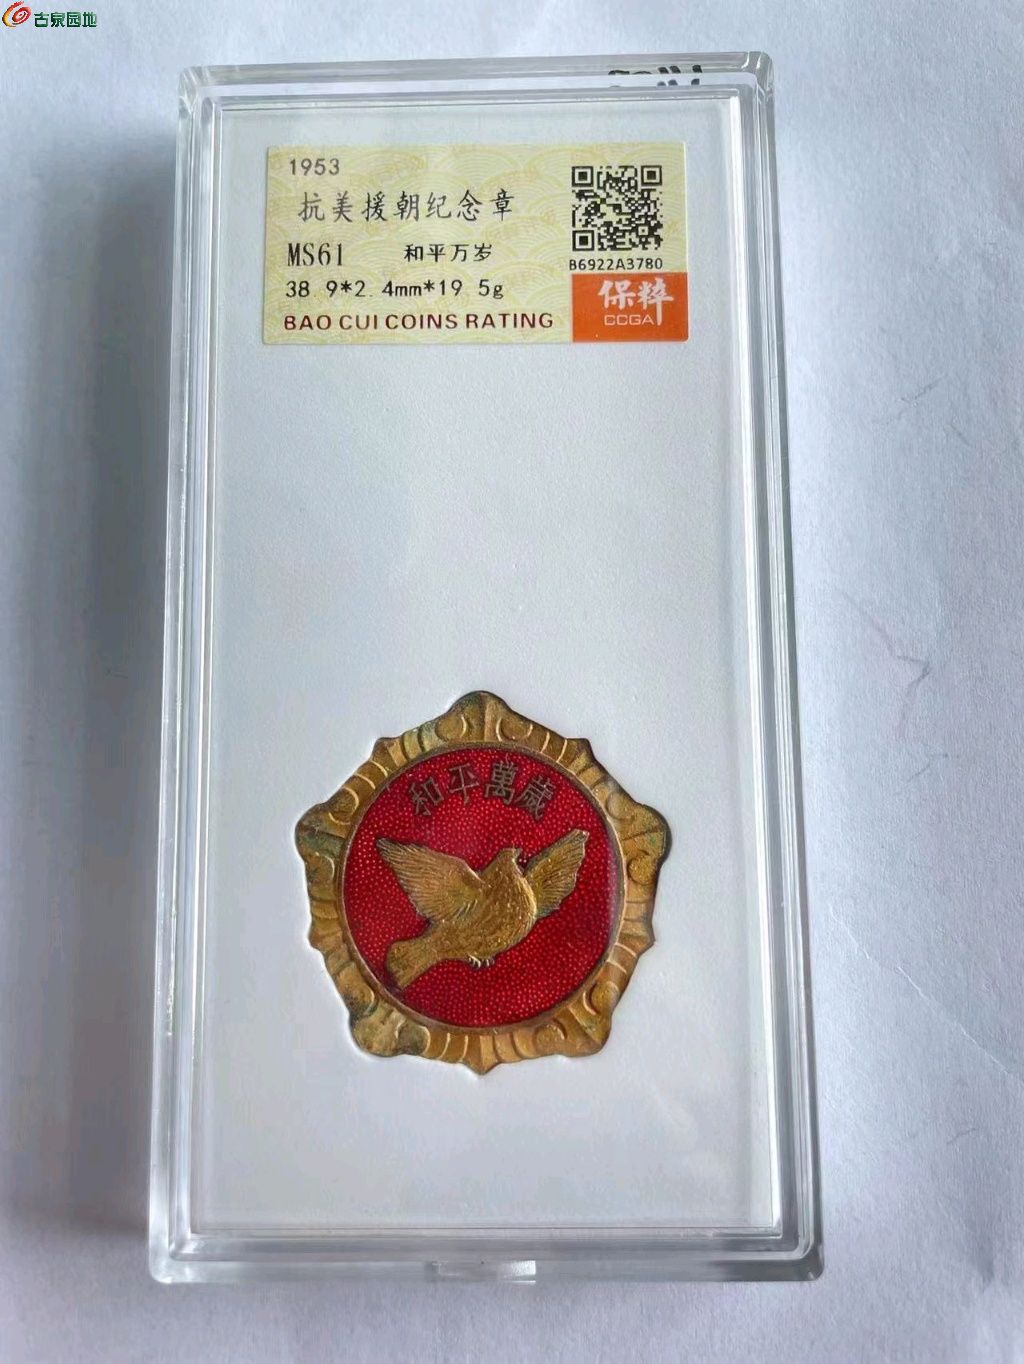 古泉园地
1953
抗美援朝纪念章
MS61 和平万岁
38.9*2.4mm*19.5g
BAO CUI COINS RATING
B6922A3780
保粹
CCGA
和平萬歲